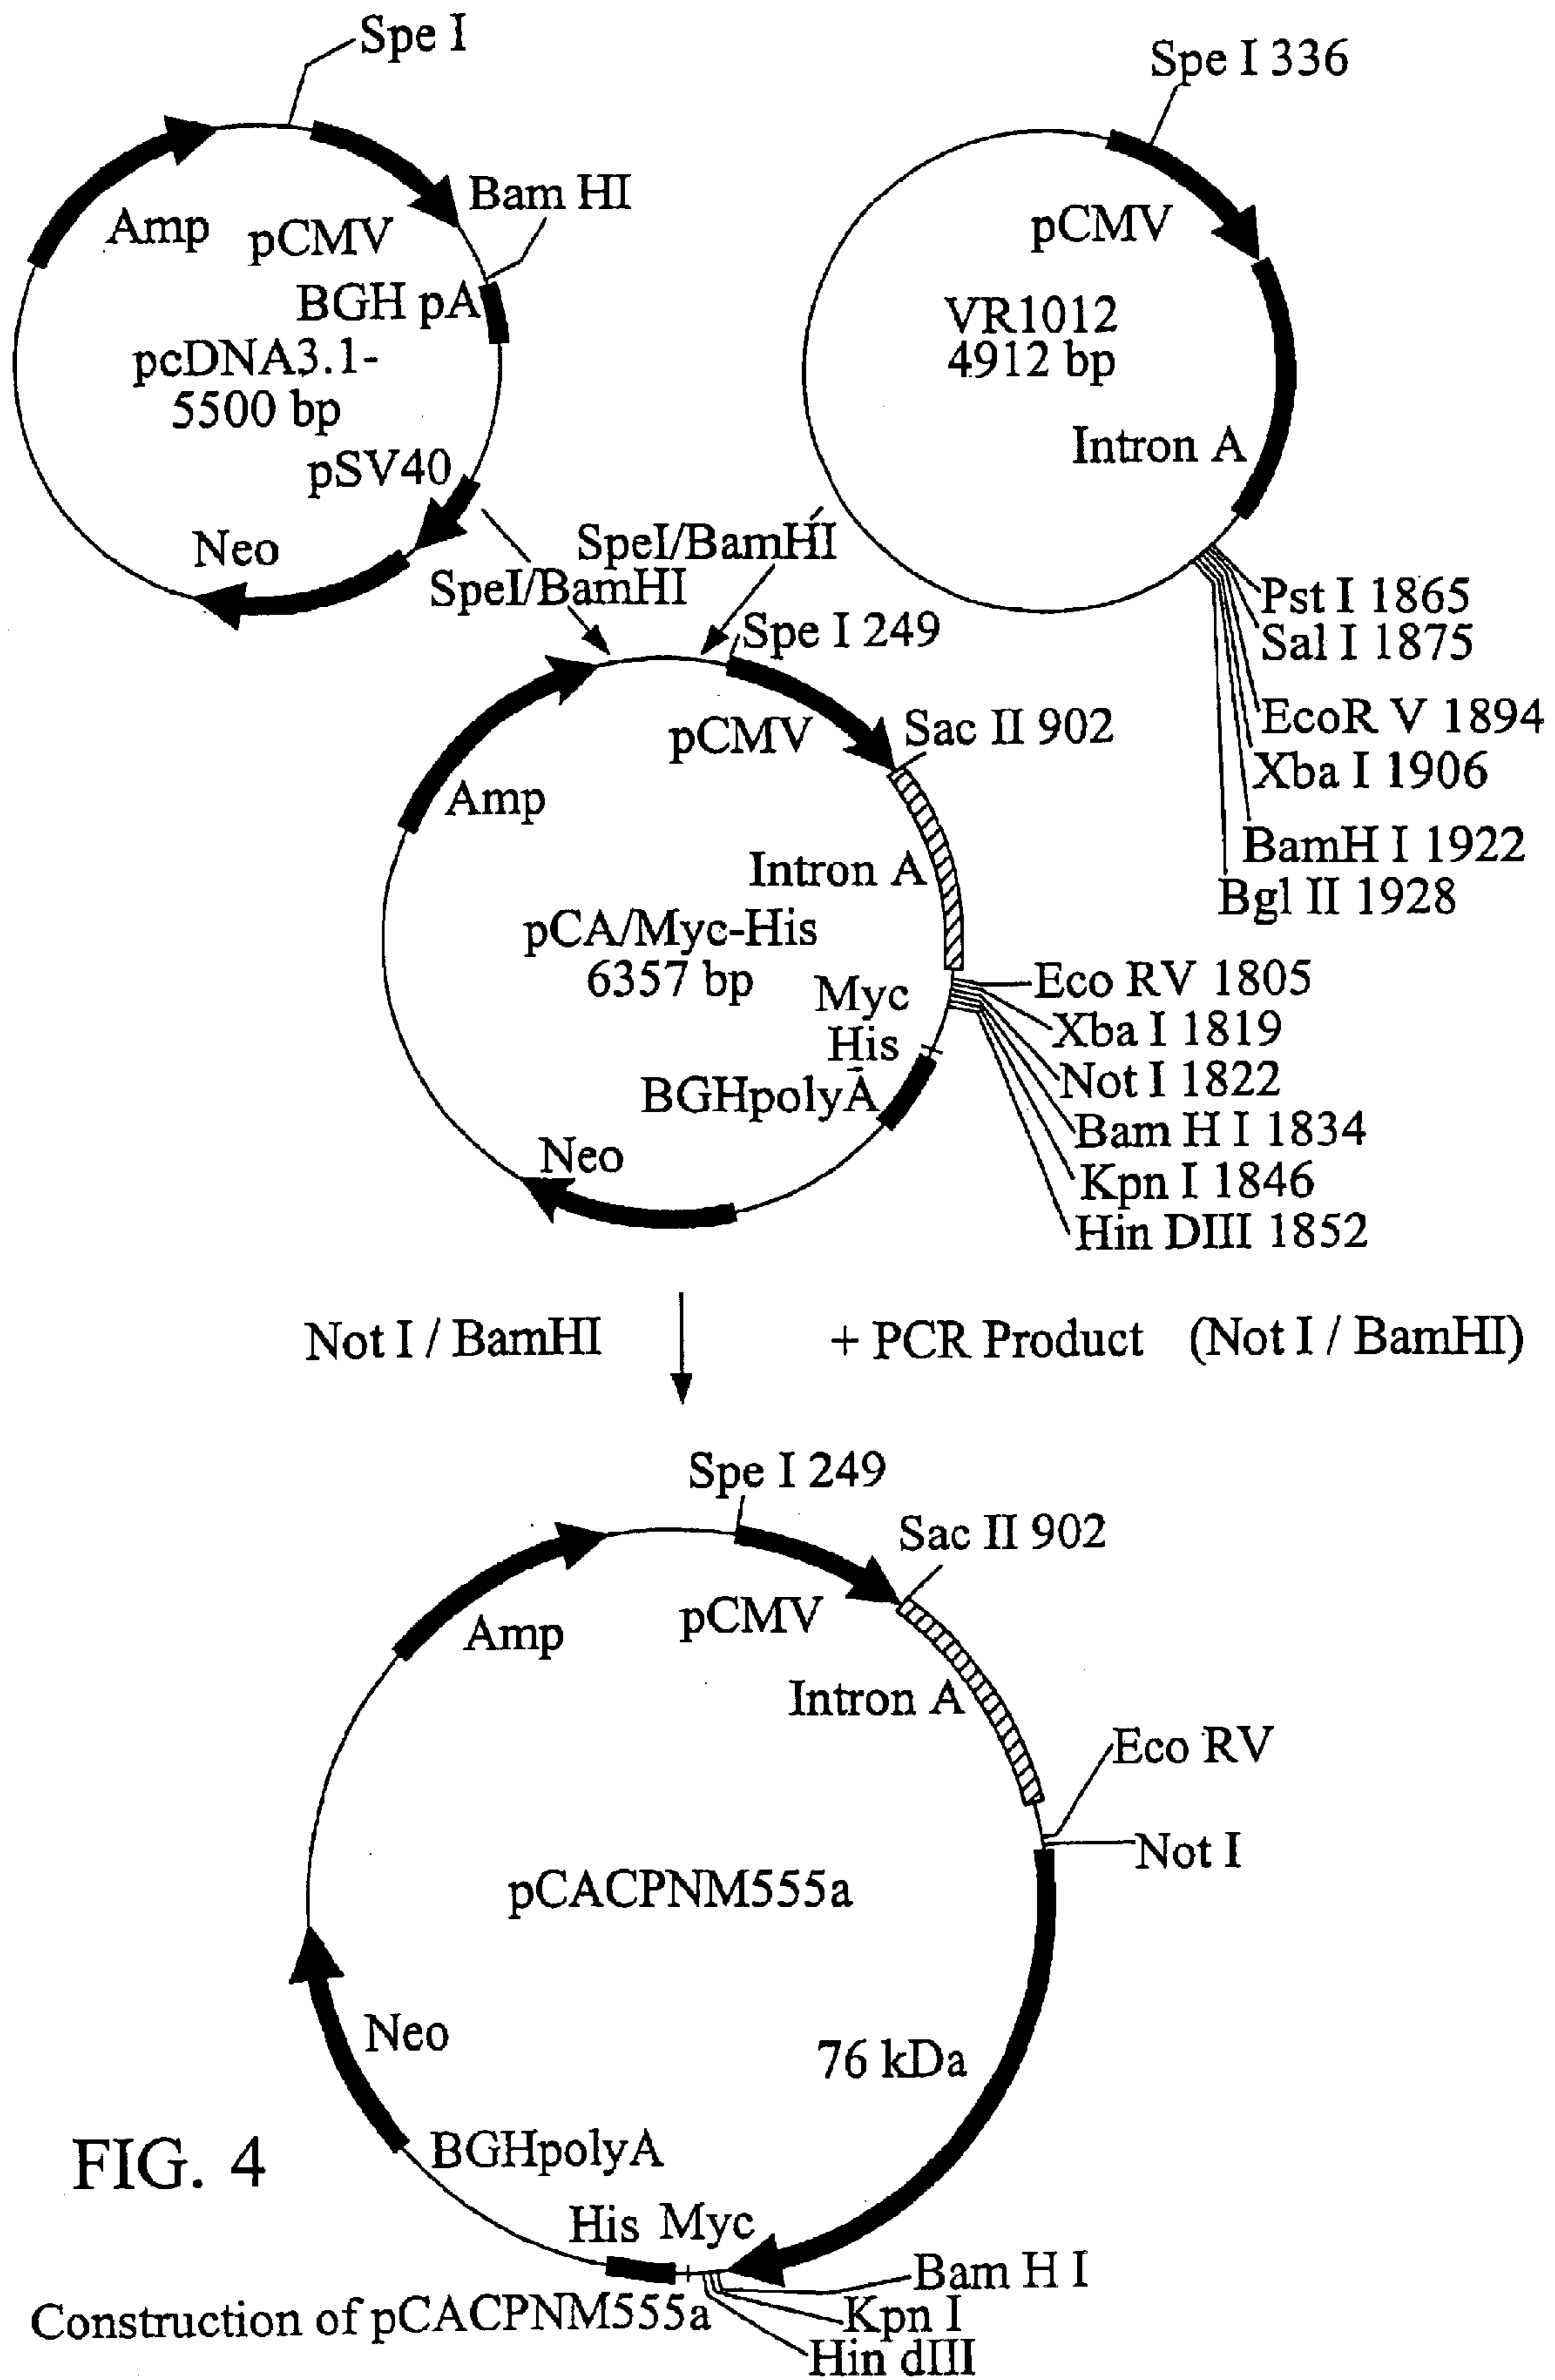 Spe I
Amp
pCMV
Bam HI
BGH pA
pcDNA3.1-
5500 bp
pSV40
Neo
SpeI/BamHI
Spe I 336
pCMV
VR1012
4912 bp
Intron A
Pst I 1865
Sal I 1875
EcoR V 1894
Xba I 1906
BamH I 1922
Bgl II 1928
SpeI/BamHI
Spe I 249
pCMV
Sac II 902
Amp
Intron A
pCA/Myc-His
6357 bp
Myc
His
BGHpolyA
Neo
Eco RV 1805
Xba I 1819
Not I 1822
Bam H I 1834
Kpn I 1846
Hin DIII 1852
Not I / BamHI
+ PCR Product (Not I / BamHI)
Spe I 249
Sac II 902
Amp
pCMV
Intron A
Eco RV
Not I
pCACPNM555a
Neo
76 kDa
BGHpolyA
His Myc
Bam H I
Kpn I
Hin dIII
FIG. 4
Construction of pCACPNM555a